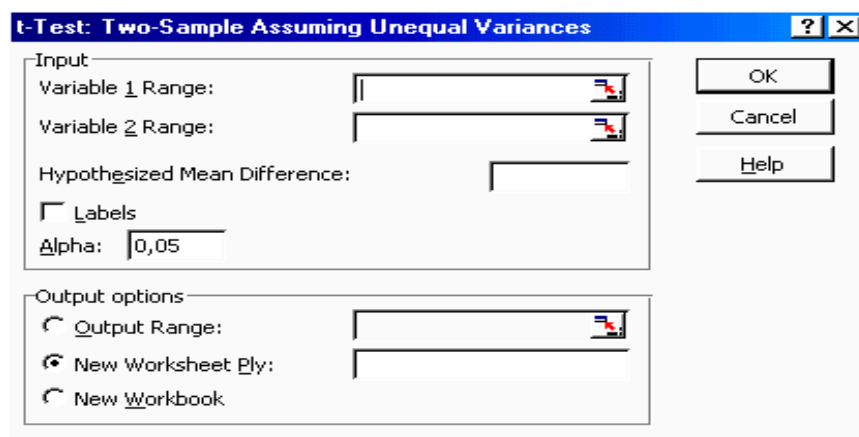 t-Test: Two-Sample Assuming Unequal Variances
Input
Variable 1 Range:
Variable 2 Range:
Hypothesized Mean Difference:
Labels
Alpha: 0,05
OK
Cancel
Help
Output options
Output Range:
New Worksheet Ply:
New Workbook